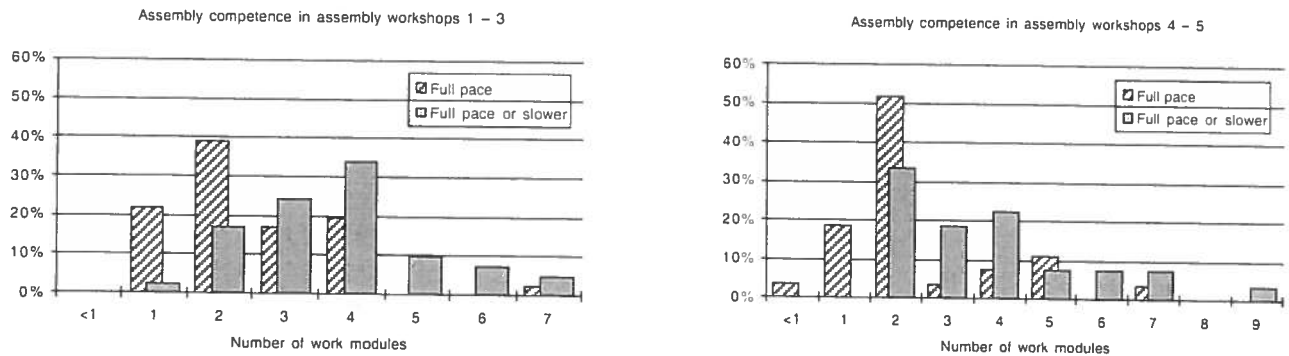 Assembly competence in assembly workshops 1 – 3
60%
50%
40%
30%
20%
10%
0%
Full pace
Full pace or slower
<1 1 2 3 4 5 6 7
Number of work modules
Assembly competence in assembly workshops 4 – 5
60%
50%
40%
30%
20%
10%
0%
Full pace
Full pace or slower
<1 1 2 3 4 5 6 7 8 9
Number of work modules